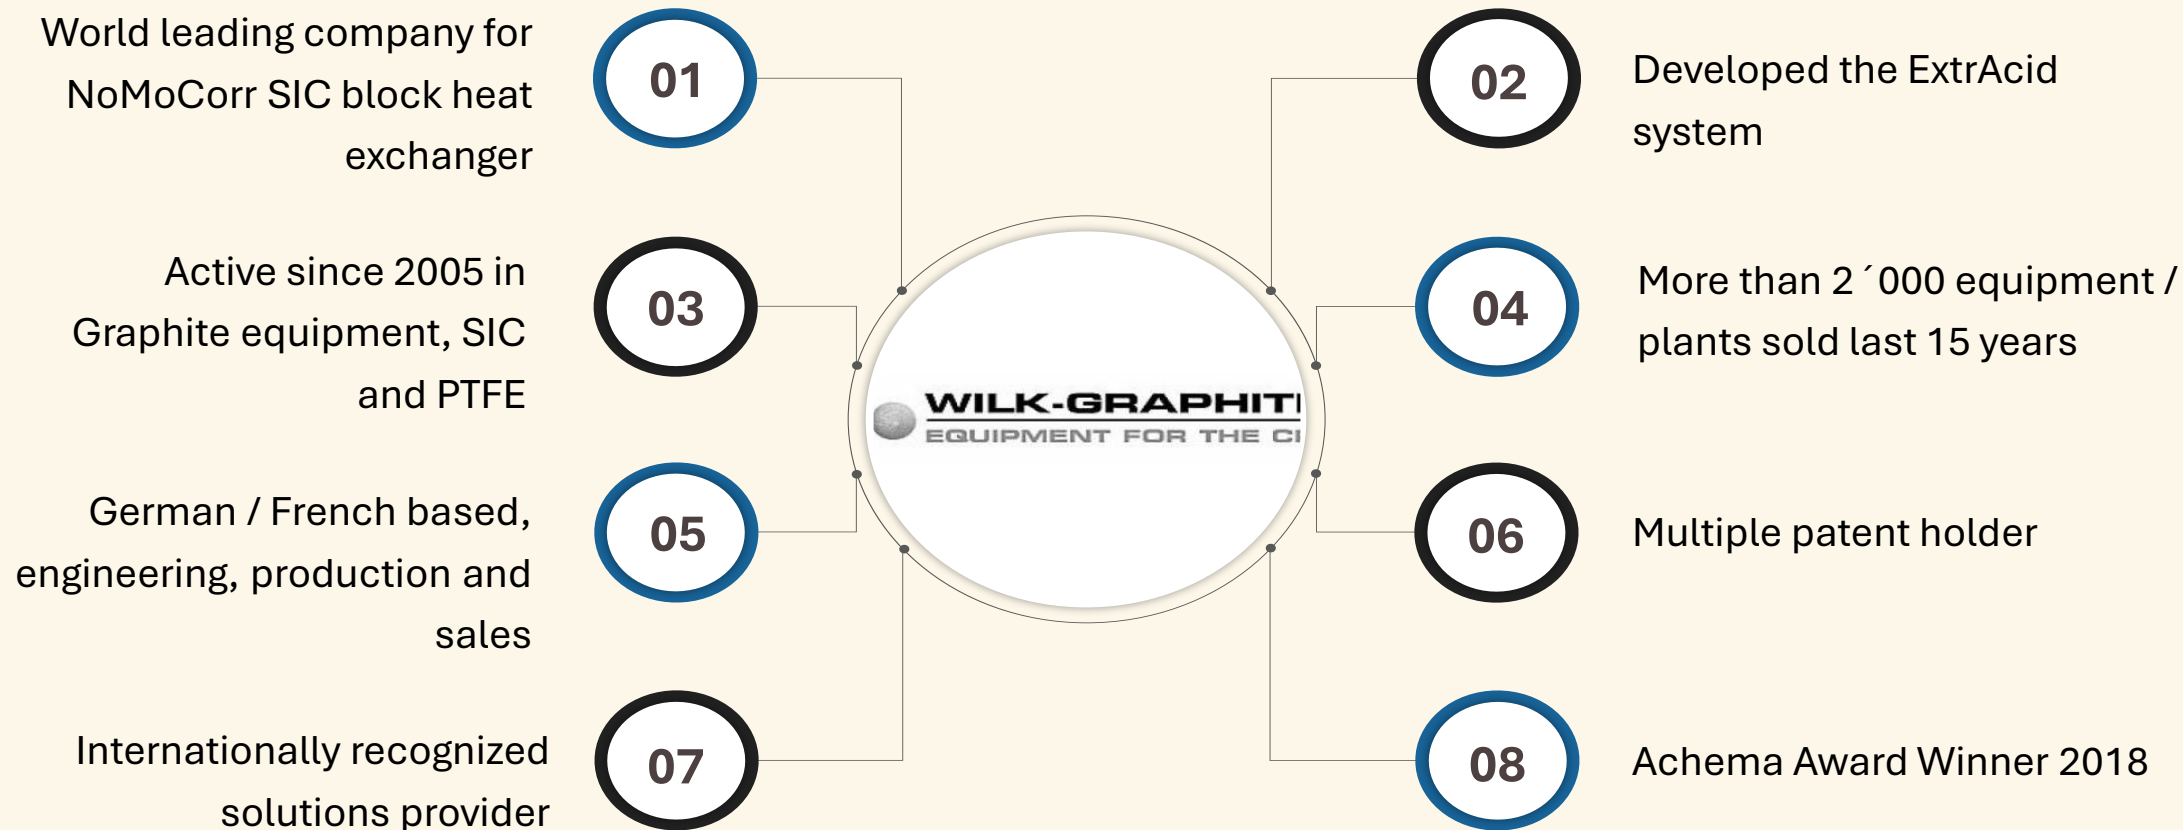 World leading company for
NoMoCorr SIC block heat
exchanger
01
02
Developed the ExtrAcid
system
Active since 2005 in
Graphite equipment, SIC
and PTFE
03
04
More than 2´000 equipment /
plants sold last 15 years
WILK-GRAPHIT
EQUIPMENT FOR THE
German / French based,
engineering, production and
sales
05
06
Multiple patent holder
Internationally recognized
solutions provider
07
08
Achema Award Winner 2018